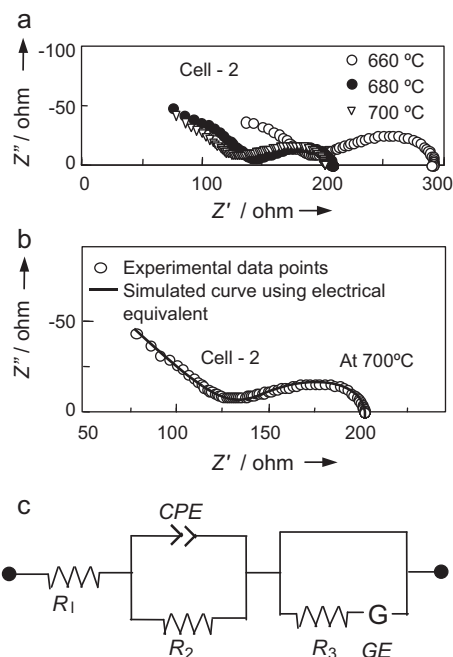 a
-100
-50
0
Z″ / ohm
Cell - 2
660 ºC
680 ºC
700 ºC
0
100
200
300
Z′ / ohm
b
-50
0
Z″ / ohm
Experimental data points
Simulated curve using electrical
equivalent
Cell - 2
At 700ºC
50
100
150
200
Z′ / ohm
c
CPE
R1
R2
R3
G
GE